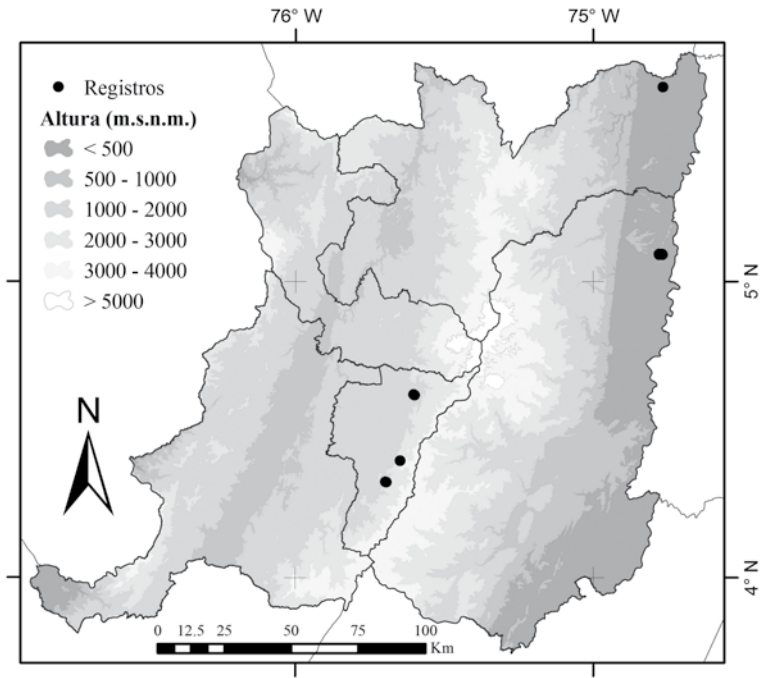 76° W 75° W
Registros
Altura (m.s.n.m.)
< 500
500 - 1000
1000 - 2000
2000 - 3000
3000 - 4000
> 5000
5° N
N
4° N
0 12.5 25 50 75 100
Km